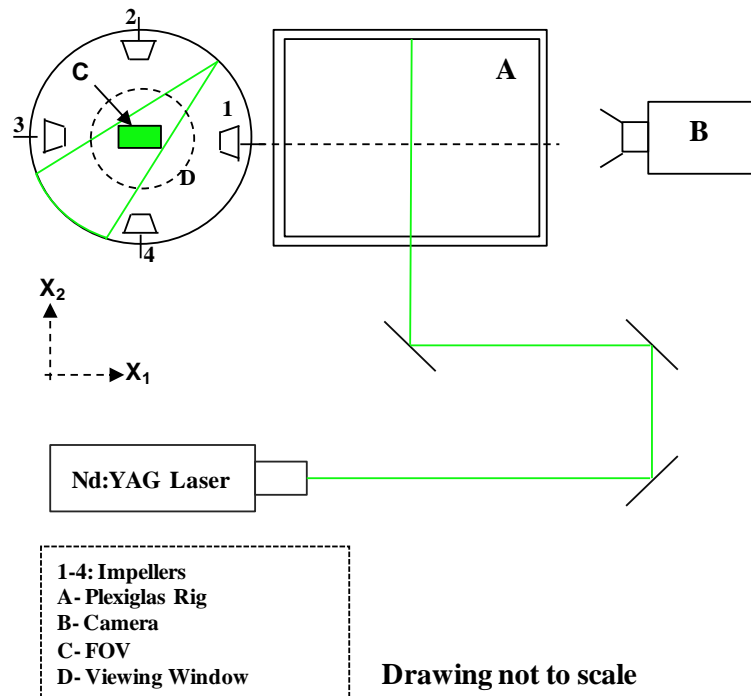 2
C
A
3
1
B
D
4
X₂
X₁
Nd:YAG Laser
1-4: Impellers
A- Plexiglas Rig
B- Camera
C- FOV
D- Viewing Window
Drawing not to scale